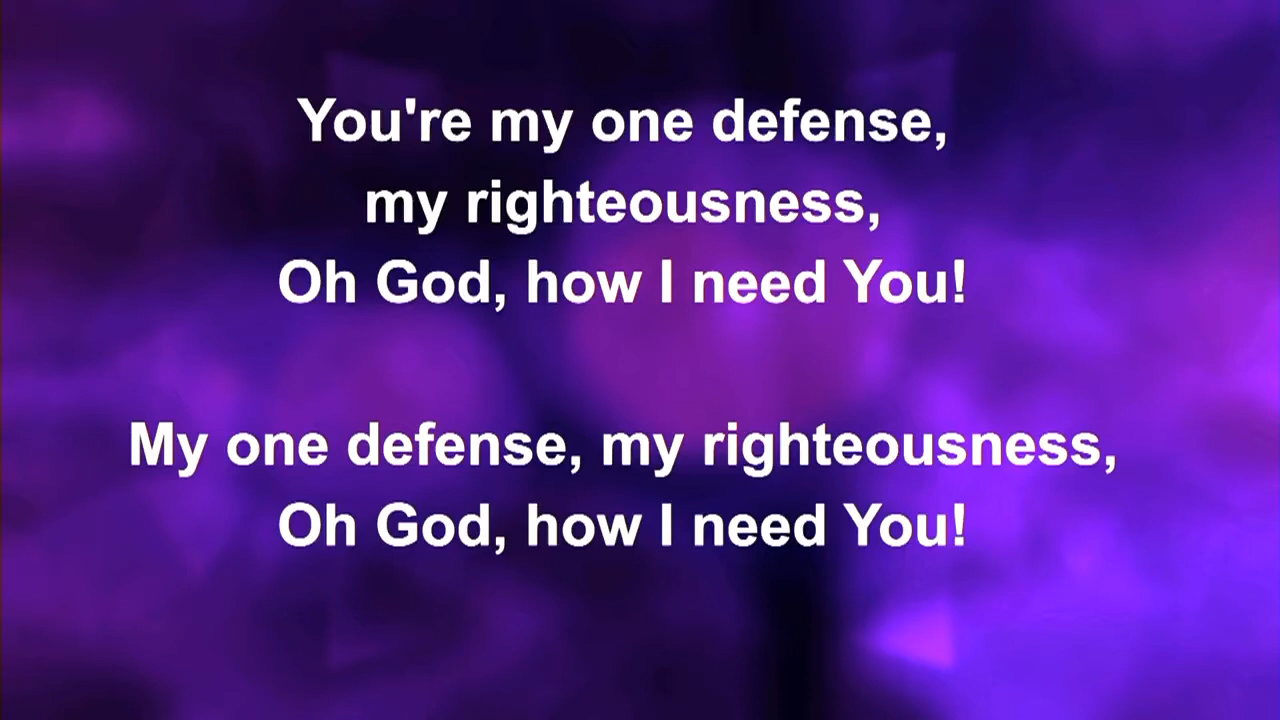 You're my one defense,
my righteousness,
Oh God, how I need You!
My one defense, my righteousness,
Oh God, how I need You!